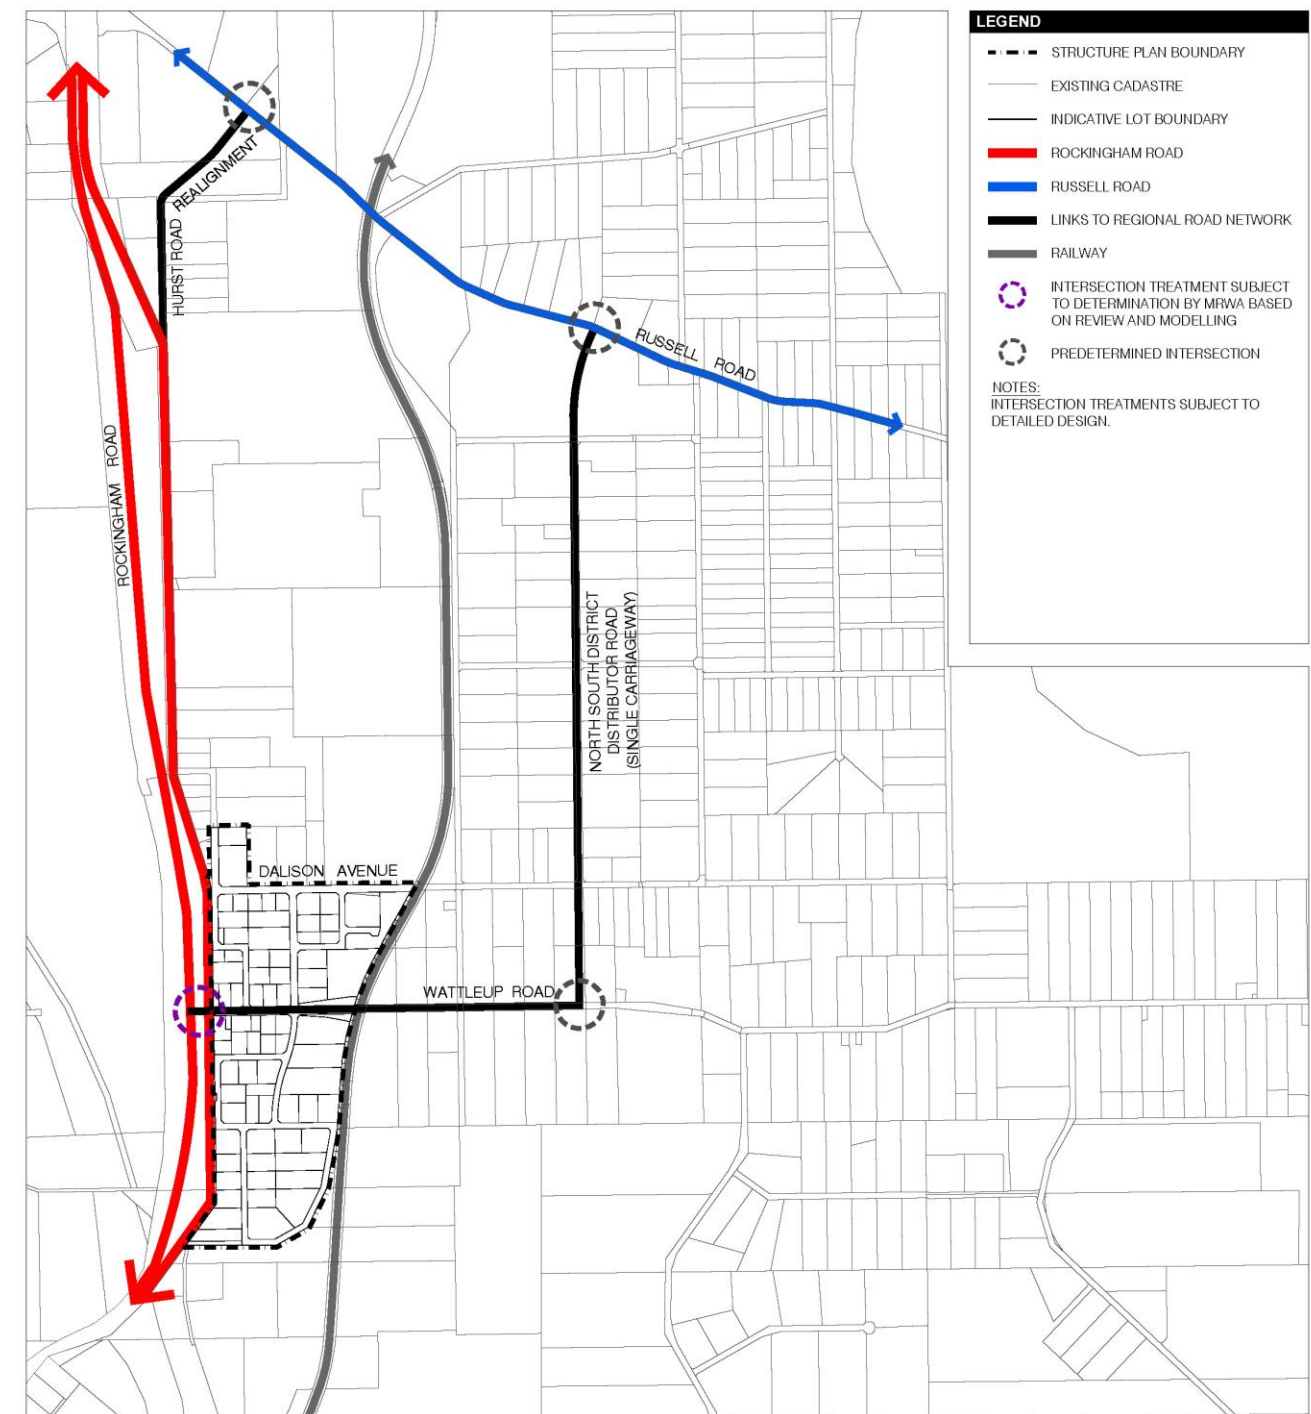 LEGEND
STRUCTURE PLAN BOUNDARY
EXISTING CADASTRE
INDICATIVE LOT BOUNDARY
ROCKINGHAM ROAD
RUSSELL ROAD
LINKS TO REGIONAL ROAD NETWORK
RAILWAY
INTERSECTION TREATMENT SUBJECT
TO DETERMINATION BY MRWA BASED
ON REVIEW AND MODELLING
PREDETERMINED INTERSECTION
NOTES:
INTERSECTION TREATMENTS SUBJECT TO
DETAILED DESIGN.
HURST ROAD REALIGNMENT
RUSSELL ROAD
ROCKINGHAM ROAD
NORTH SOUTH DISTRICT
DISTRIBUTOR ROAD
(SINGLE CARRIAGEWAY)
DALISON AVENUE
WATTLEUP ROAD